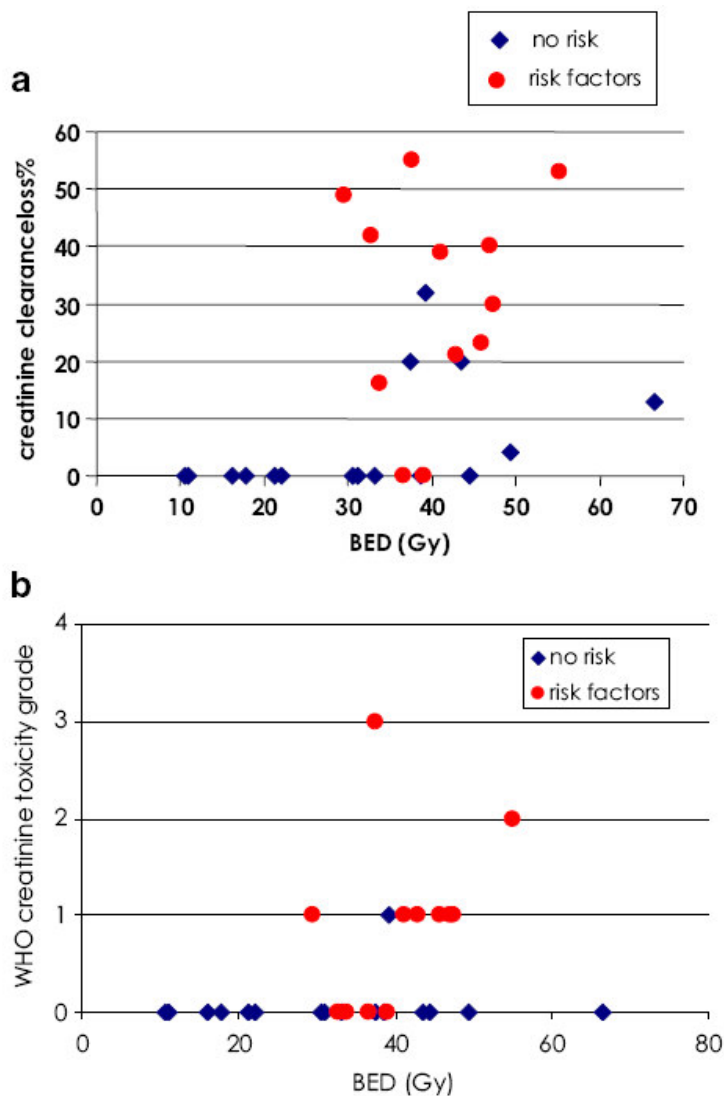 no risk
risk factors
a
60
50
40
30
20
10
0
creatinine clearanceloss%
0 10 20 30 40 50 60 70
BED (Gy)
b
4
3
2
1
0
WHO creatinine toxicity grade
no risk
risk factors
0 20 40 60 80
BED (Gy)